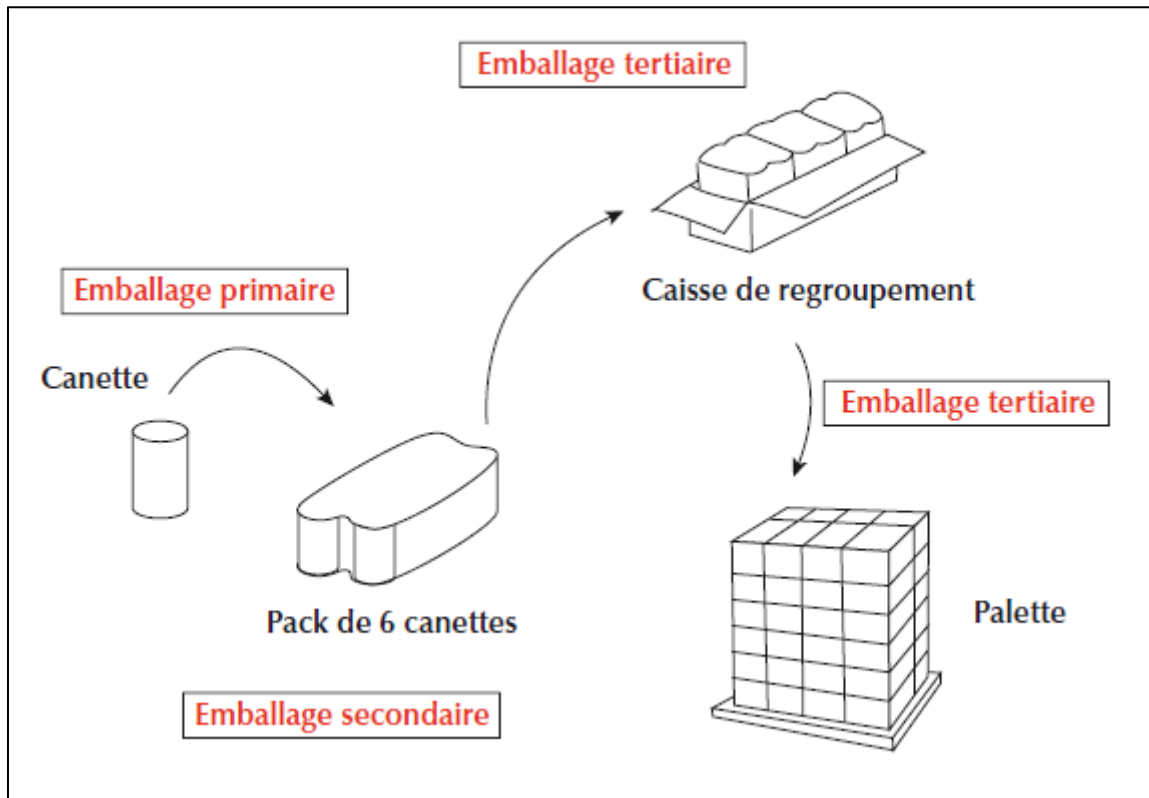 Emballage tertiaire
Emballage primaire
Caisse de regroupement
Canette
Emballage tertiaire
Pack de 6 canettes
Palette
Emballage secondaire